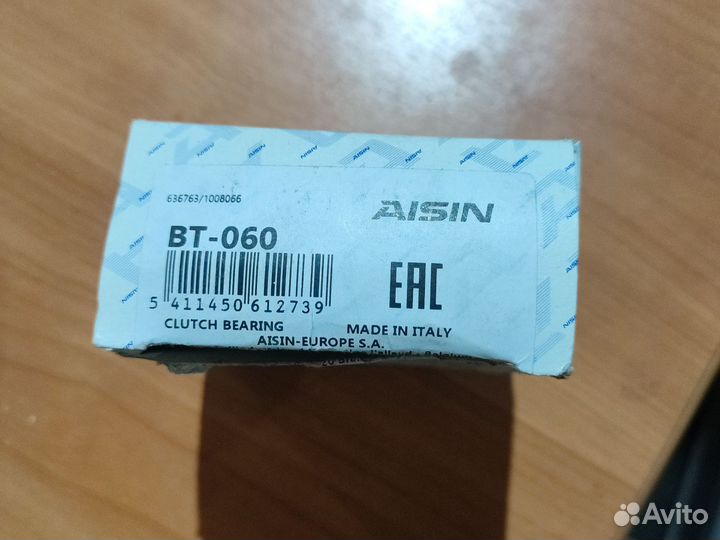 636763/1008066
AISIN
BT-060
5 411450 612739
EAC
CLUTCH BEARING
MADE IN ITALY
AISIN-EUROPE S.A.
Avito